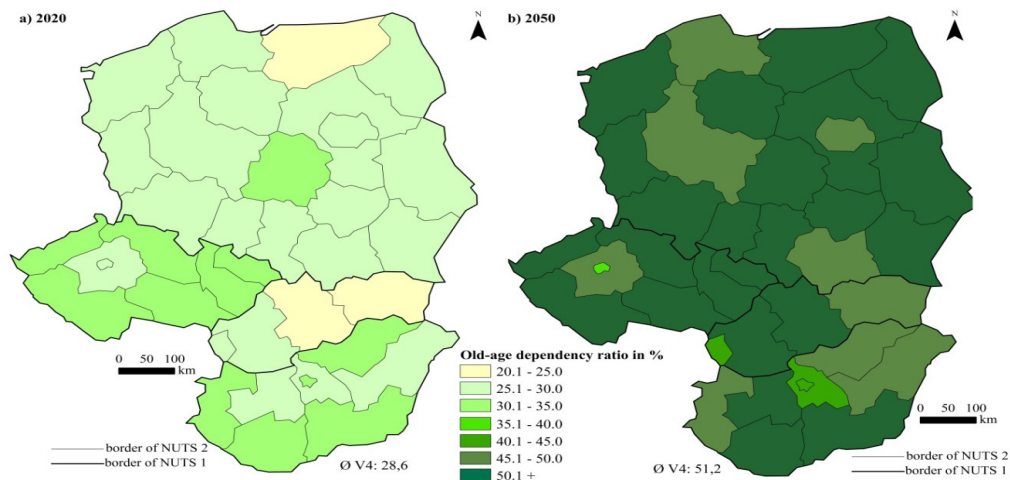 a) 2020
N
b) 2050
N
0 50 100
km
Old-age dependency ratio in %
20.1 - 25.0
25.1 - 30.0
30.1 - 35.0
35.1 - 40.0
40.1 - 45.0
45.1 - 50.0
50.1 +
border of NUTS 2
border of NUTS 1
Ø V4: 28,6
0 50 100
km
Ø V4: 51,2
border of NUTS 2
border of NUTS 1